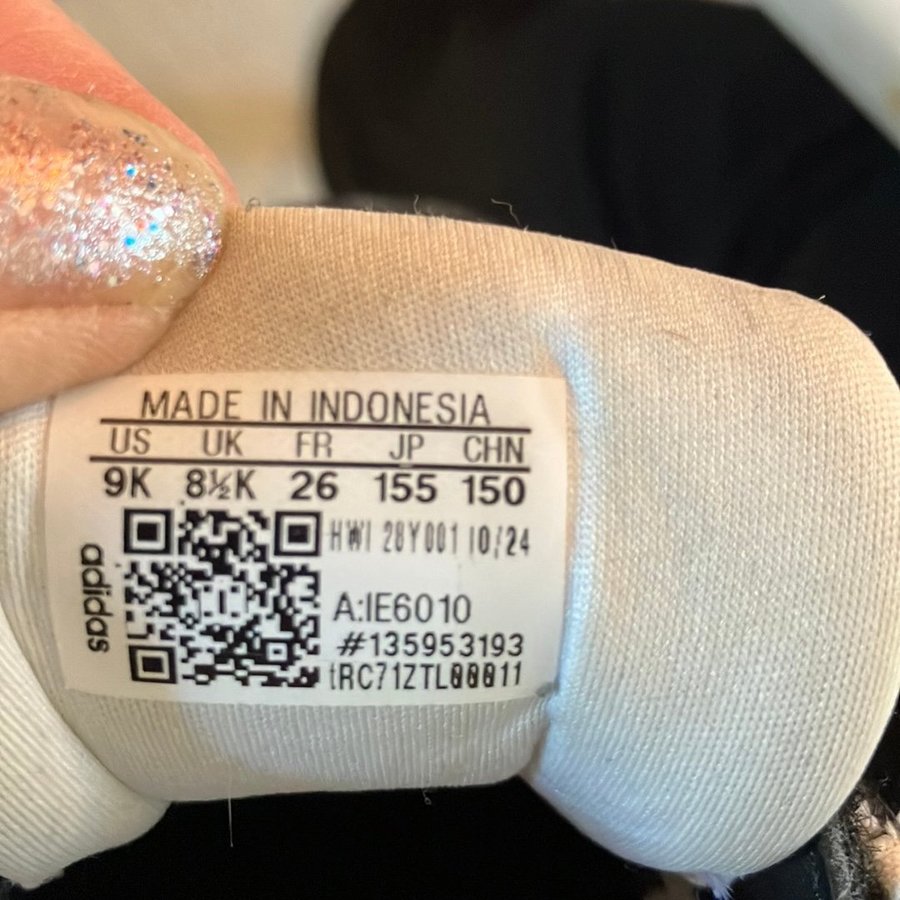 MADE IN INDONESIA
US UK FR JP CHN
9K 8½K 26 155 150
HWI 28Y001 10/24
adidas
A:IE6010
#135953193
tRC71ZTL00011